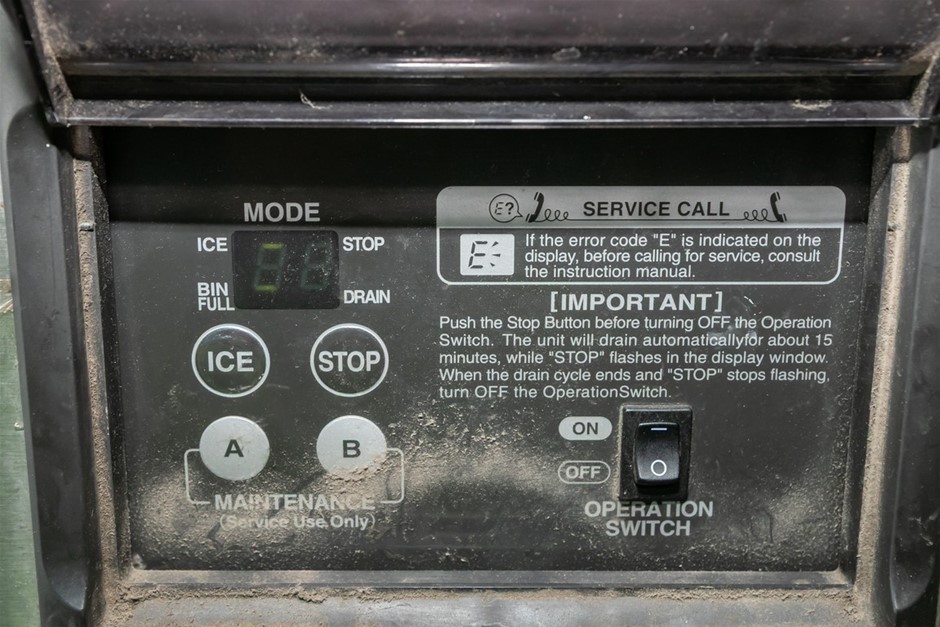 MODE
ICE STOP
BIN
FULL DRAIN
ICE STOP
A B
MAINTENANCE
(Service Use Only)
E? SERVICE CALL
E
If the error code "E" is indicated on the
display, before calling for service, consult
the instruction manual.
[IMPORTANT]
Push the Stop Button before turning OFF the Operation
Switch. The unit will drain automaticallyfor about 15
minutes, while "STOP" flashes in the display window.
When the drain cycle ends and "STOP" stops flashing,
turn OFF the OperationSwitch.
ON
OFF
OPERATION
SWITCH